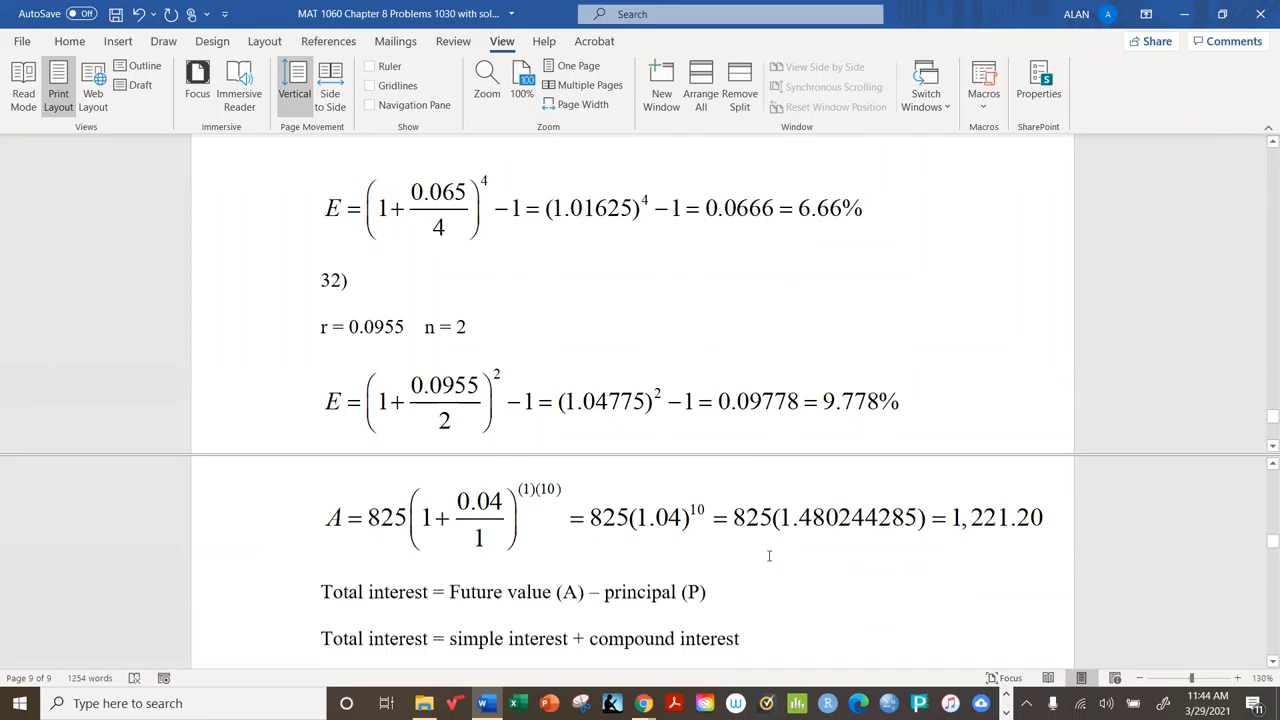 AutoSave Off MAT 1060 Chapter 8 Problems 1030 with sol... Search ALAN A
File Home Insert Draw Design Layout References Mailings Review View Help Acrobat Share Comments
Read Mode Print Layout Web Layout Outline Draft Focus Immersive Reader Vertical Side to Side Ruler Gridlines Navigation Pane Zoom 100% One Page Multiple Pages Page Width New Window Arrange All Remove Split View Side by Side Synchronous Scrolling Reset Window Position Switch Windows Macros Properties
Views Immersive Page Movement Show Zoom Window Macros SharePoint
E = (1 + 0.065/4)^4 − 1 = (1.01625)^4 − 1 = 0.0666 = 6.66%
32)
r = 0.0955 n = 2
E = (1 + 0.0955/2)^2 − 1 = (1.04775)^2 − 1 = 0.09778 = 9.778%
A = 825(1 + 0.04/1)^(1)(10) = 825(1.04)^10 = 825(1.480244285) = 1,221.20
Total interest = Future value (A) – principal (P)
Total interest = simple interest + compound interest
Page 9 of 9 1254 words Focus 130%
Type here to search
11:44 AM
3/29/2021
11